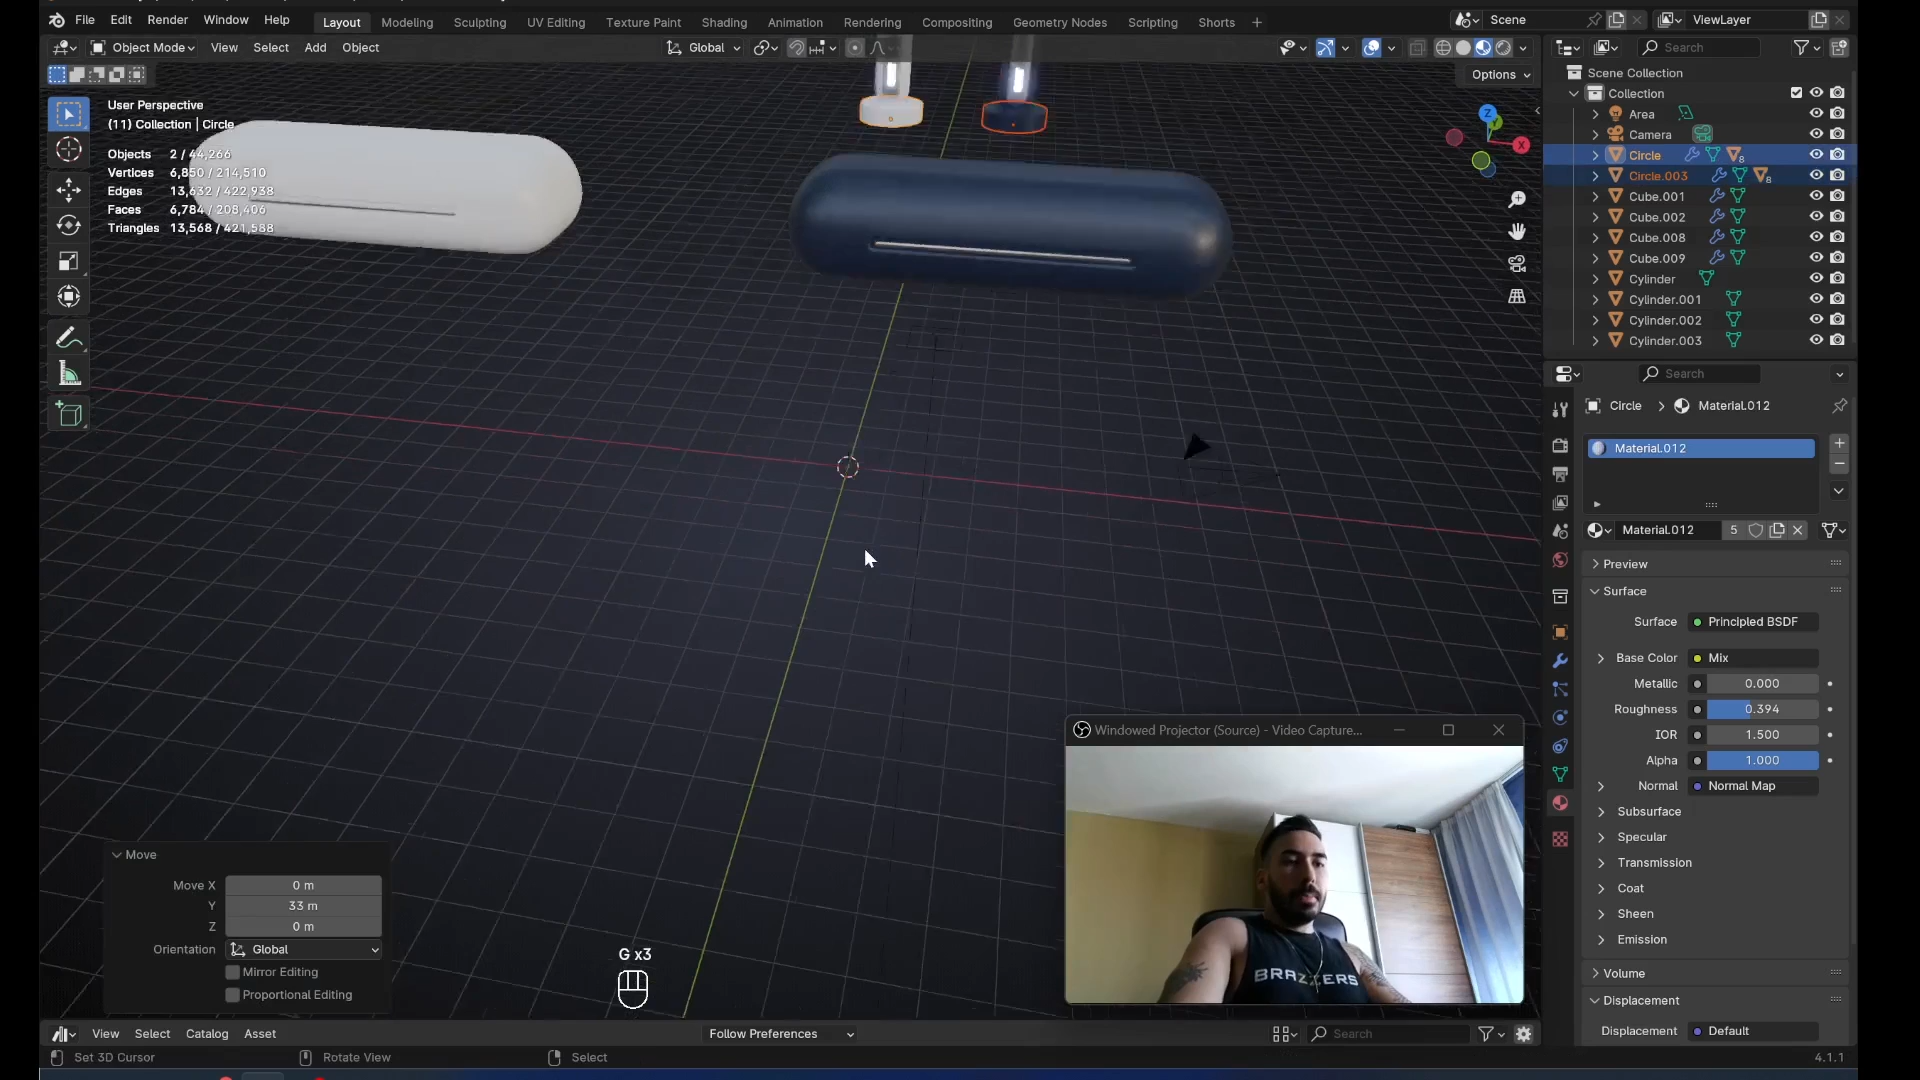 File Edit Render Window Help Layout Modeling Sculpting UV Editing Texture Paint Shading Animation Rendering Compositing Geometry Nodes Scripting Shorts + Scene ViewLayer
Object Mode View Select Add Object Global Search
Options
User Perspective
(11) Collection | Circle
Objects 2 / 44,266
Vertices 6,850 / 214,510
Edges 13,632 / 422,938
Faces 6,784 / 208,406
Triangles 13,568 / 421,588
Z
Y
X
Scene Collection
Collection
Area
Camera
Circle 8
Circle.003 8
Cube.001
Cube.002
Cube.008
Cube.009
Cylinder
Cylinder.001
Cylinder.002
Cylinder.003
Search
Circle > Material.012
Material.012
Material.012 5
Preview
Surface
Surface Principled BSDF
Base Color Mix
Metallic 0.000
Roughness 0.394
IOR 1.500
Alpha 1.000
Normal Normal Map
Subsurface
Specular
Transmission
Coat
Sheen
Emission
Volume
Displacement
Displacement Default
Windowed Projector (Source) - Video Capture...
BRAZZERS
Move
Move X 0 m
Y 33 m
Z 0 m
Orientation Global
Mirror Editing
Proportional Editing
G x3
View Select Catalog Asset Follow Preferences Search
Set 3D Cursor Rotate View Select 4.1.1